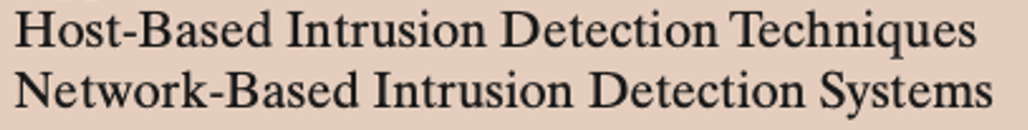 Host-Based Intrusion Detection Techniques
Network-Based Intrusion Detection Systems